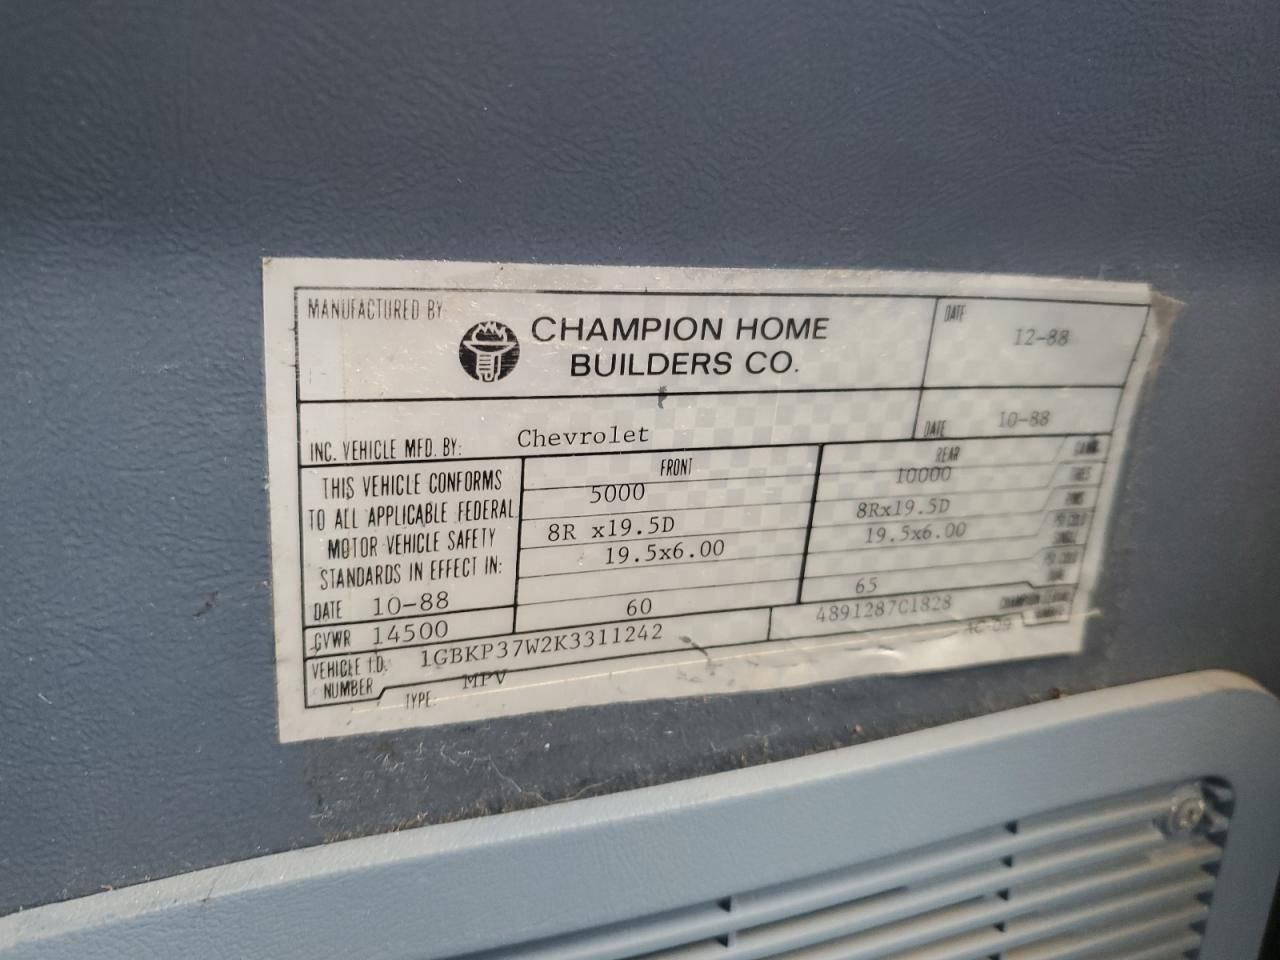 MANUFACTURED BY
CHAMPION HOME
BUILDERS CO.
DATE
12-88
INC. VEHICLE MFD. BY:
Chevrolet
DATE
10-88
THIS VEHICLE CONFORMS
TO ALL APPLICABLE FEDERAL
MOTOR VEHICLE SAFETY
STANDARDS IN EFFECT IN:
DATE 10-88
GVWR 14500
FRONT
5000
8R x19.5D
19.5x6.00
60
REAR
10000
8Rx19.5D
19.5x6.00
65
VEHICLE I.D.
NUMBER
1GBKP37W2K3311242
4891287C1828
TYPE:
MPV